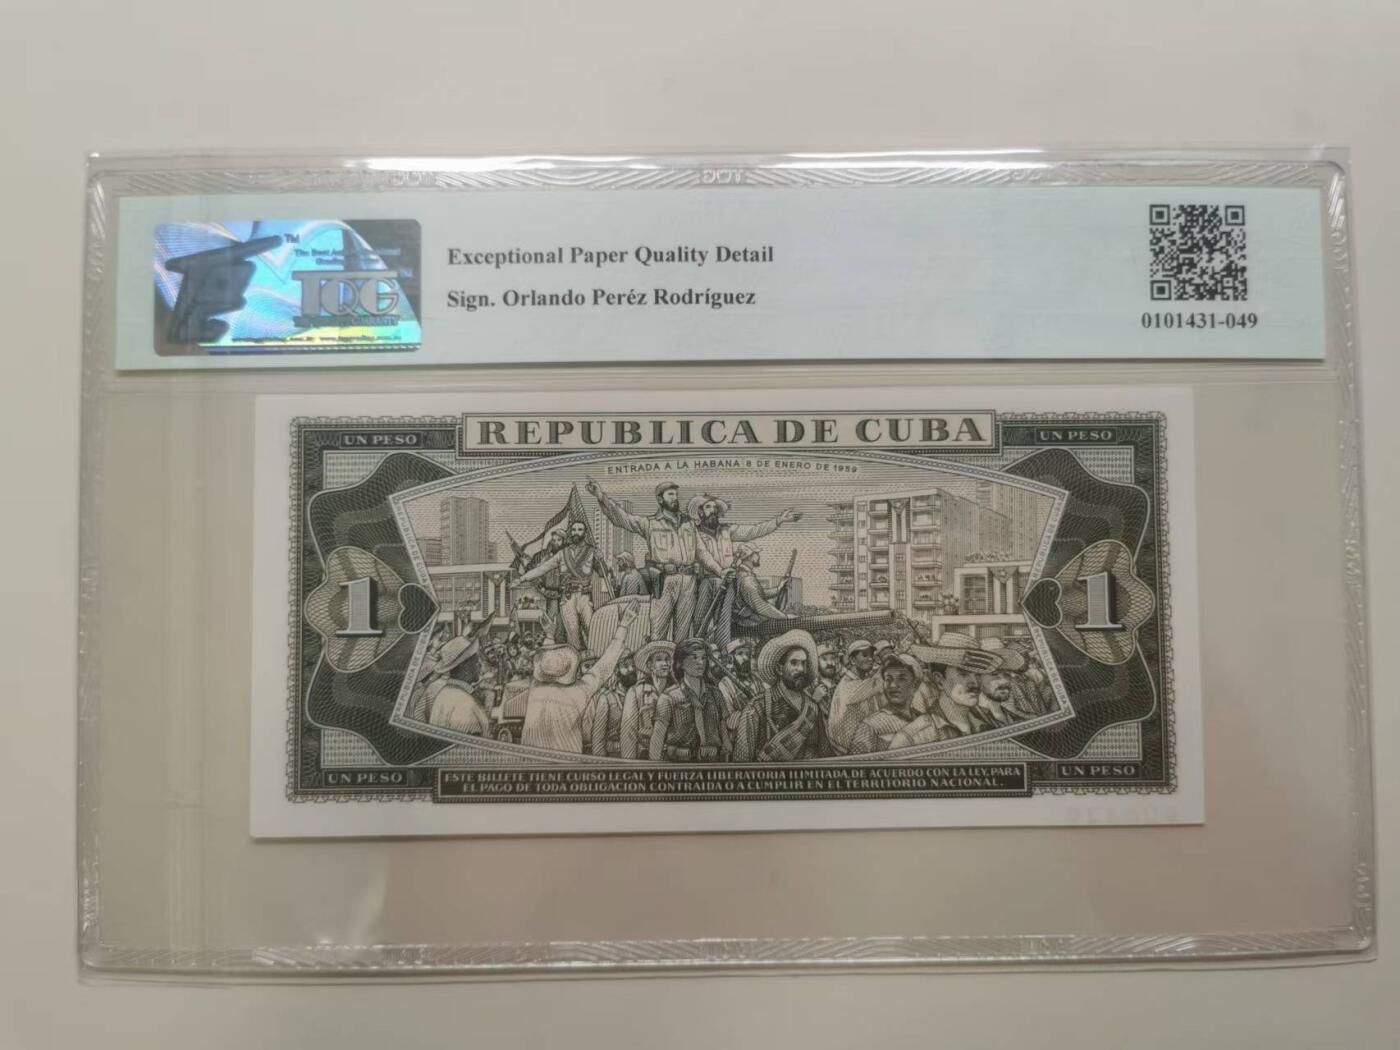 TQG
Exceptional Paper Quality Detail
Sign. Orlando Peréz Rodríguez
0101431-049
UN PESO
REPUBLICA DE CUBA
UN PESO
ENTRADA A LA HABANA 8 DE ENERO DE 1959
1
1
UN PESO
ESTE BILLETE TIENE CURSO LEGAL Y FUERZA LIBERATORIA ILIMITADA, DE ACUERDO CON LA LEY, PARA
EL PAGO DE TODA OBLIGACION CONTRAIDA O A CUMPLIR EN EL TERRITORIO NACIONAL.
UN PESO